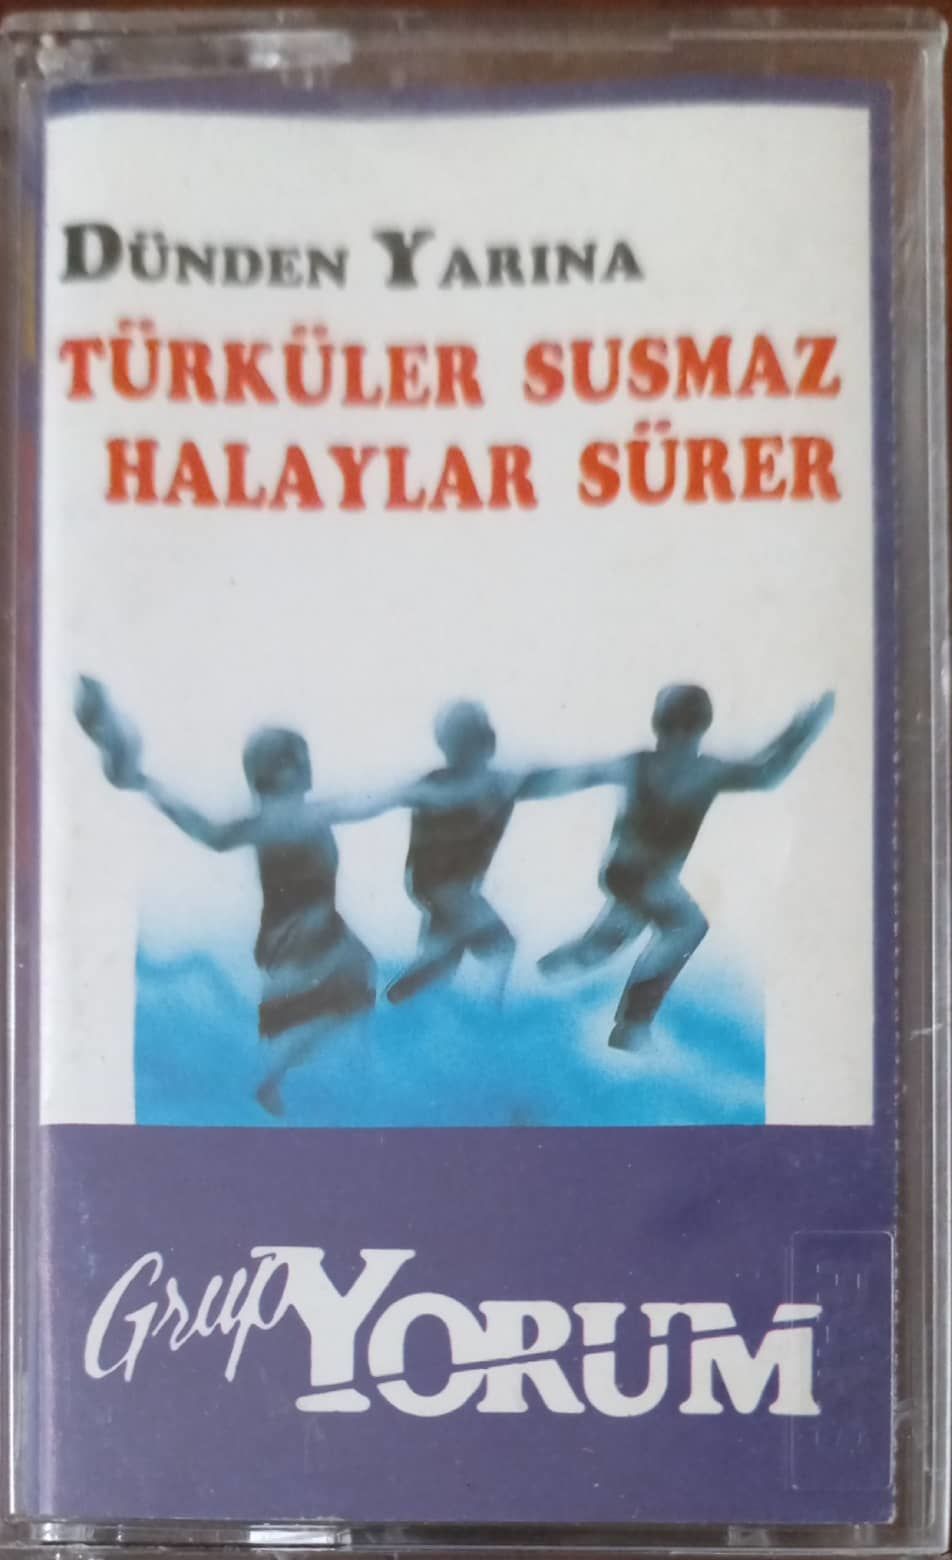 DÜNDEN YARINA
TÜRKÜLER SUSMAZ
HALAYLAR SÜRER
Grup YORUM